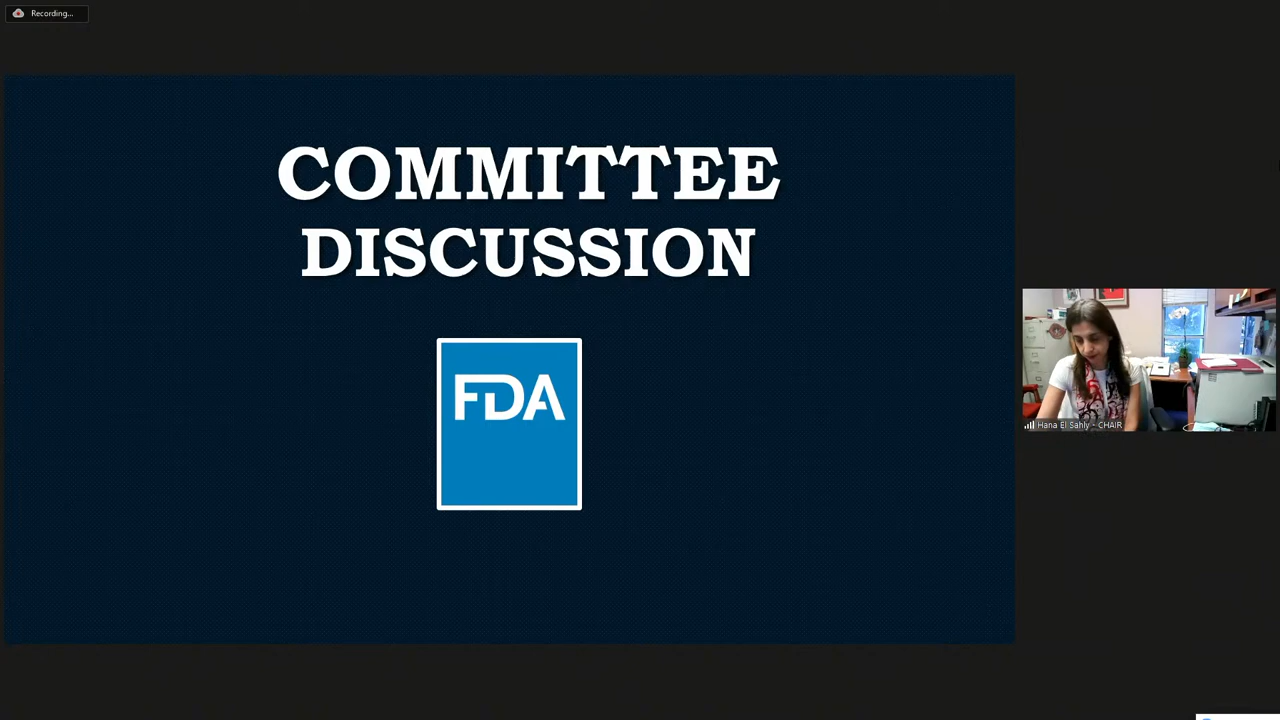 Recording...
COMMITTEE
DISCUSSION
FDA
Hana El Sahly - CHAIR